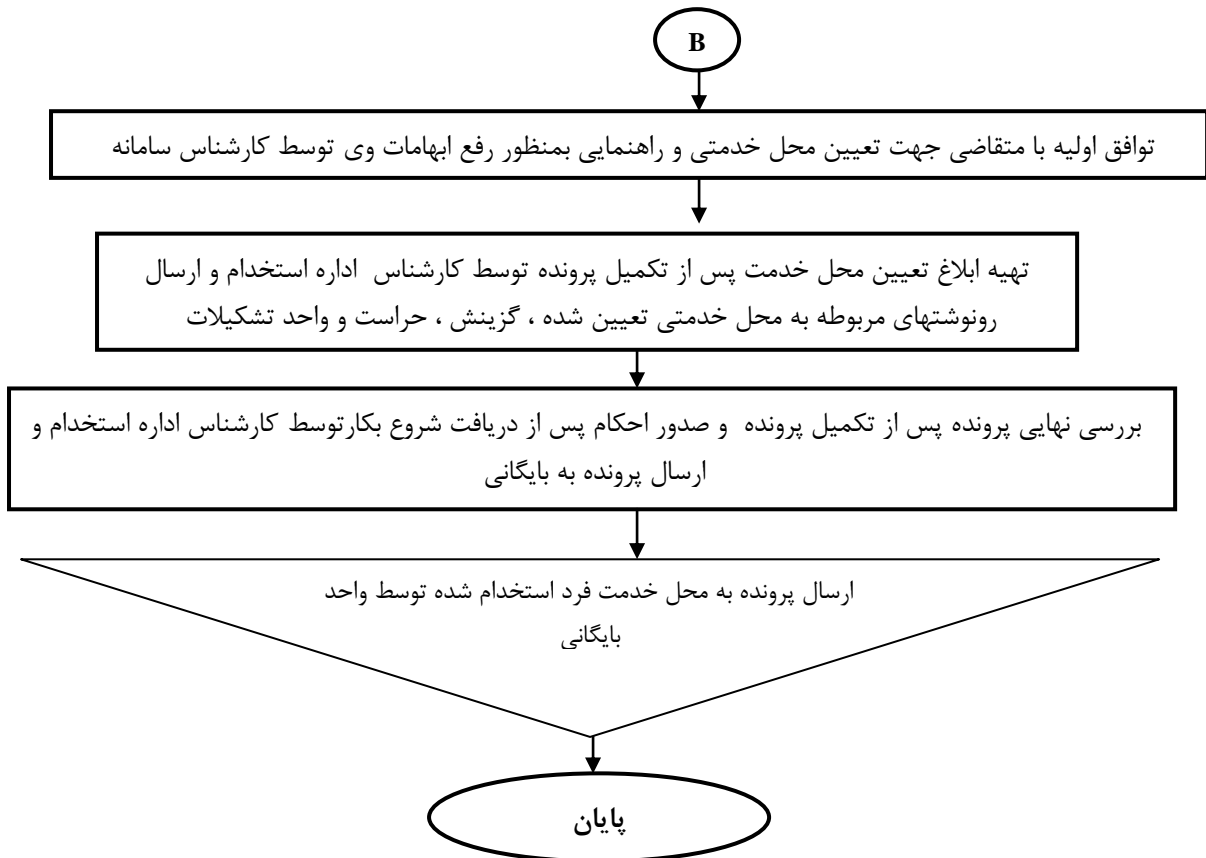 B
توافق اولیه با متقاضی جهت تعیین محل خدمتی و راهنمایی بمنظور رفع ابهامات وی توسط کارشناس سامانه
تهیه ابلاغ تعیین محل خدمت پس از تکمیل پرونده توسط کارشناس اداره استخدام و ارسال
رونوشتهای مربوطه به محل خدمتی تعیین شده ، گزینش ، حراست و واحد تشکیلات
بررسی نهایی پرونده پس از تکمیل پرونده و صدور احکام پس از دریافت شروع بکارتوسط کارشناس اداره استخدام و
ارسال پرونده به بایگانی
ارسال پرونده به محل خدمت فرد استخدام شده توسط واحد
بایگانی
پایان